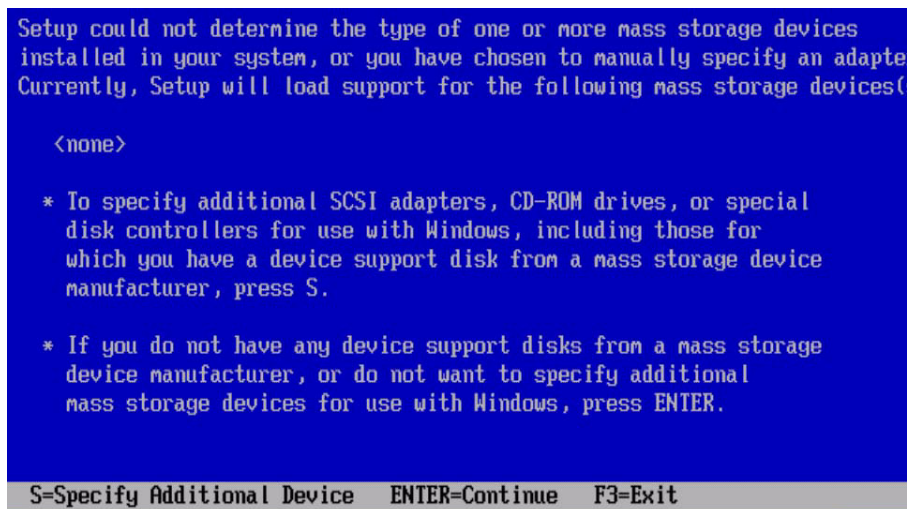 Setup could not determine the type of one or more mass storage devices
installed in your system, or you have chosen to manually specify an adapte
Currently, Setup will load support for the following mass storage devices(
<none>
* To specify additional SCSI adapters, CD-ROM drives, or special
disk controllers for use with Windows, including those for
which you have a device support disk from a mass storage device
manufacturer, press S.
* If you do not have any device support disks from a mass storage
device manufacturer, or do not want to specify additional
mass storage devices for use with Windows, press ENTER.
S=Specify Additional Device ENTER=Continue F3=Exit